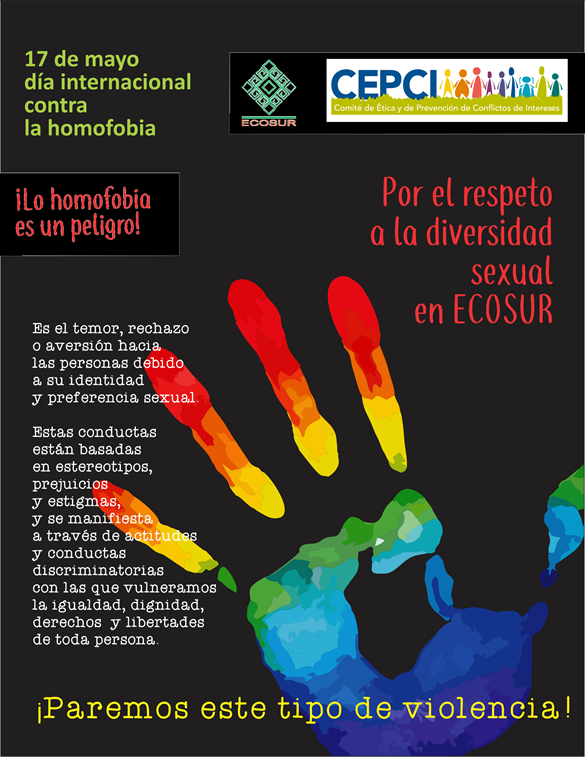 17 de mayo
día internacional
contra
la homofobia
ECOSUR
CEPCI
Comité de Ética y de Prevención de Conflictos de Intereses
¡Lo homofobia
es un peligro!
Por el respeto
a la diversidad
sexual
en ECOSUR
Es el temor, rechazo
o aversión hacia
las personas debido
a su identidad
y preferencia sexual.
Estas conductas
están basadas
en estereotipos,
prejuicios
y estigmas,
y se manifiesta
a través de actitudes
y conductas
discriminatorias
con las que vulneramos
la igualdad, dignidad,
derechos y libertades
de toda persona.
¡Paremos este tipo de violencia!